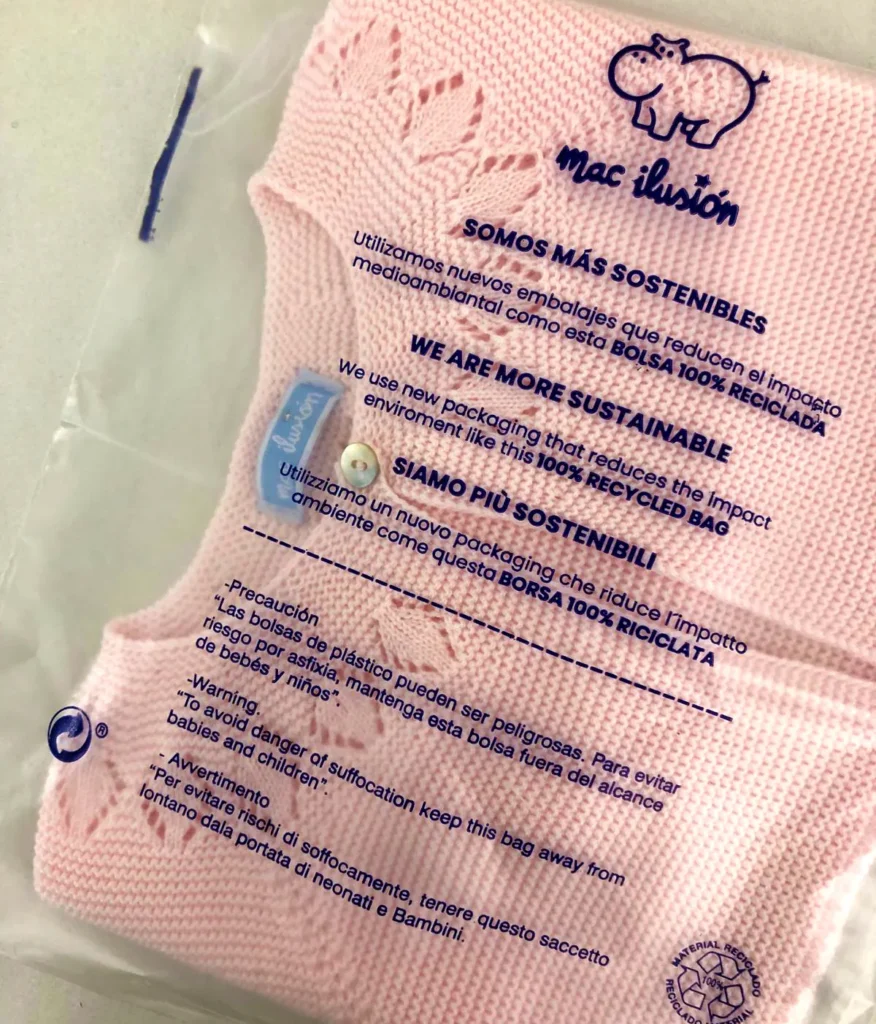 mac ilusión
SOMOS MÁS SOSTENIBLES
Utilizamos nuevos embalajes que reducen el impacto
medioambiantal como esta BOLSA 100% RECICLADA
WE ARE MORE SUSTAINABLE
We use new packaging that reduces the impact
enviroment like this 100% RECYCLED BAG
ilusión
SIAMO PIÙ SOSTENIBILI
Utilizziamo un nuovo packaging che riduce l'impatto
ambiente come questa BORSA 100% RICICLATA
-Precaución
"Las bolsas de plástico pueden ser peligrosas. Para evitar
riesgo por asfixia, mantenga esta bolsa fuera del alcance
de bebés y niños".
-Warning.
"To avoid danger of suffocation keep this bag away from
babies and children".
- Avvertimento
"Per evitare rischi di soffocamente, tenere questo saccetto
lontano dala portata di neonati e Bambini.
®
MATERIAL RECICLADO
100%
RECICLADO MATERIAL